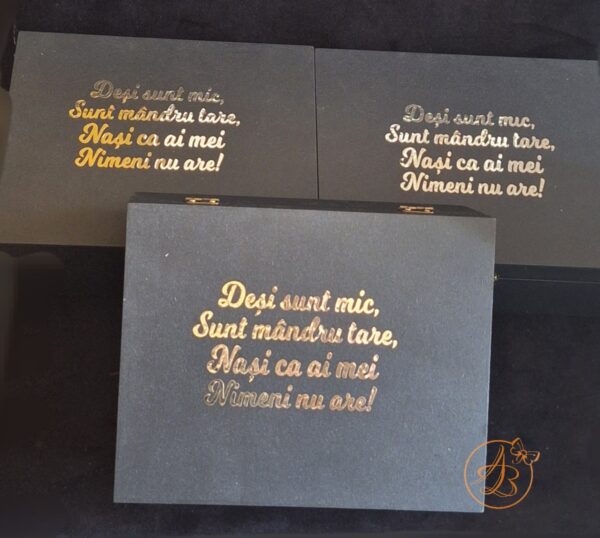 Deși sunt mic,
Sunt mândru tare,
Nași ca ai mei
Nimeni nu are!
Deși sunt mic,
Sunt mândru tare,
Nași ca ai mei
Nimeni nu are!
Deși sunt mic,
Sunt mândru tare,
Nași ca ai mei
Nimeni nu are!
AB